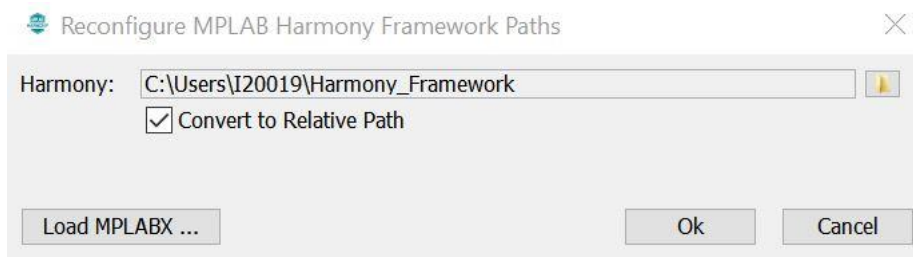 Reconfigure MPLAB Harmony Framework Paths
Harmony: C:\Users\I20019\Harmony_Framework
Convert to Relative Path
Load MPLABX ... Ok Cancel